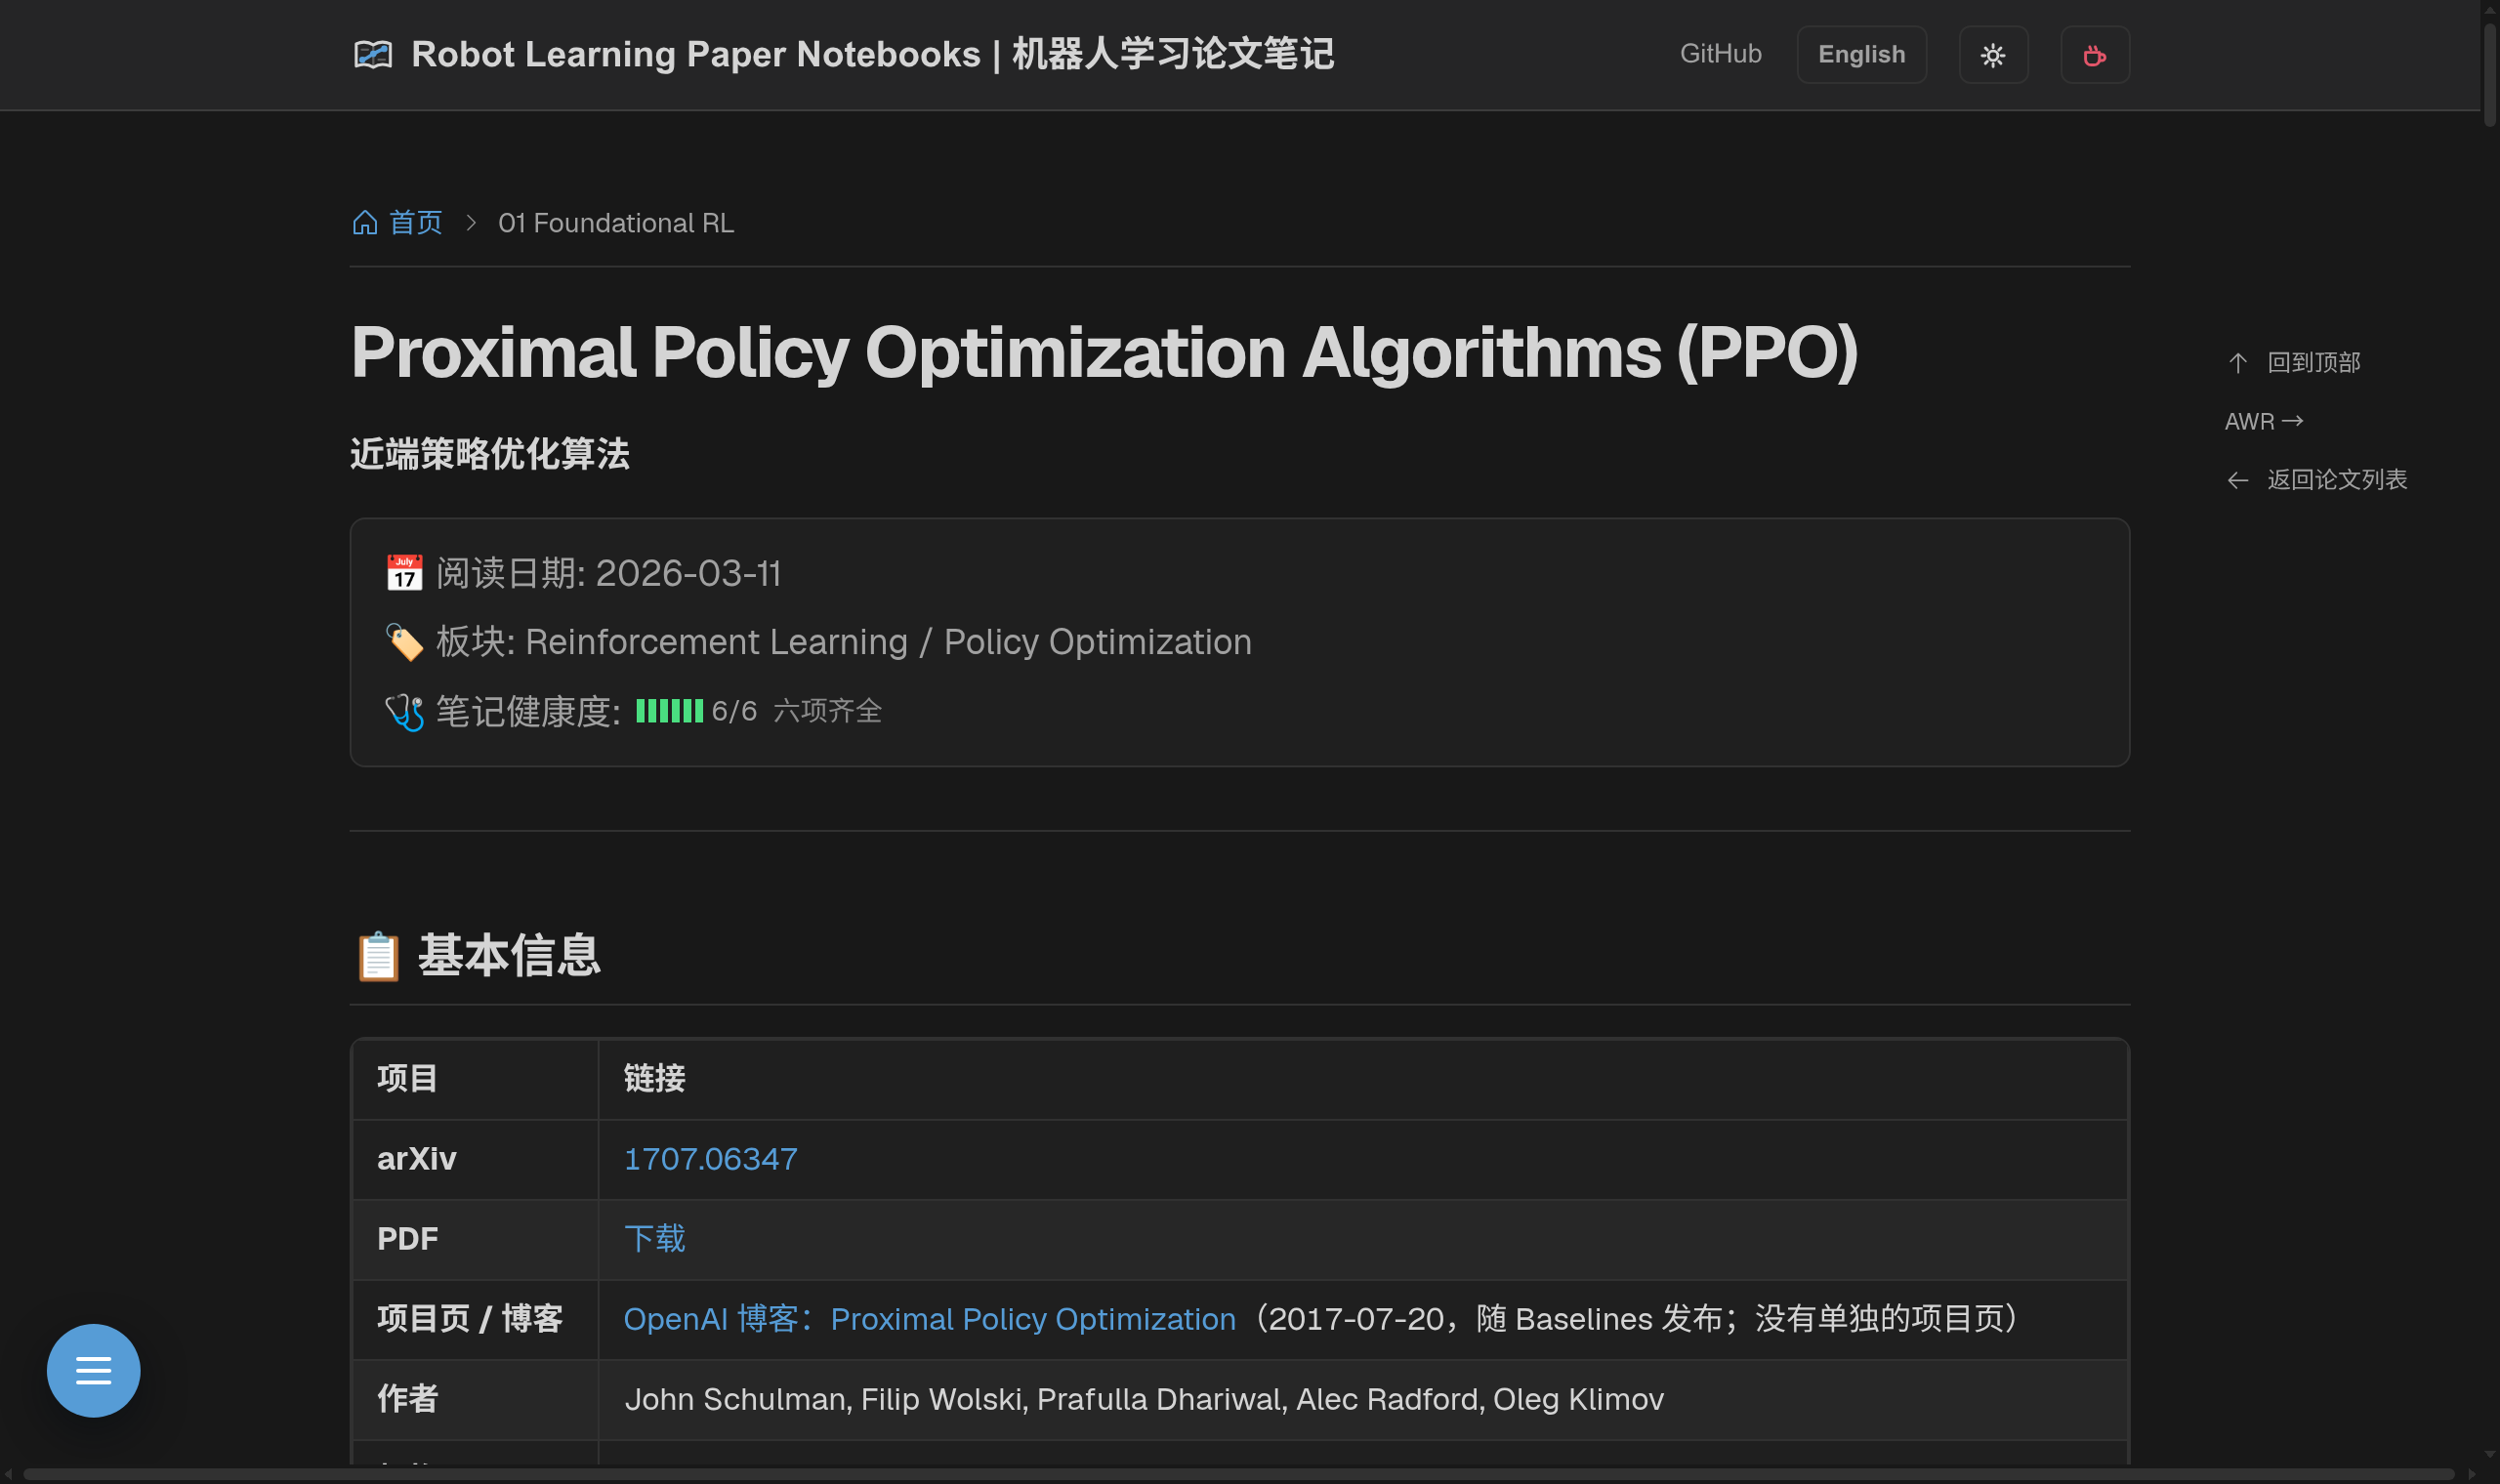 Robot Learning Paper Notebooks | 机器人学习论文笔记
GitHub
English
首页 > 01 Foundational RL
Proximal Policy Optimization Algorithms (PPO)
近端策略优化算法
↑ 回到顶部
AWR →
← 返回论文列表
July 17 阅读日期: 2026-03-11
板块: Reinforcement Learning / Policy Optimization
笔记健康度: 6/6 六项齐全
基本信息
项目 链接
arXiv 1707.06347
PDF 下载
项目页 / 博客 OpenAI 博客：Proximal Policy Optimization（2017-07-20，随 Baselines 发布；没有单独的项目页）
作者 John Schulman, Filip Wolski, Prafulla Dhariwal, Alec Radford, Oleg Klimov